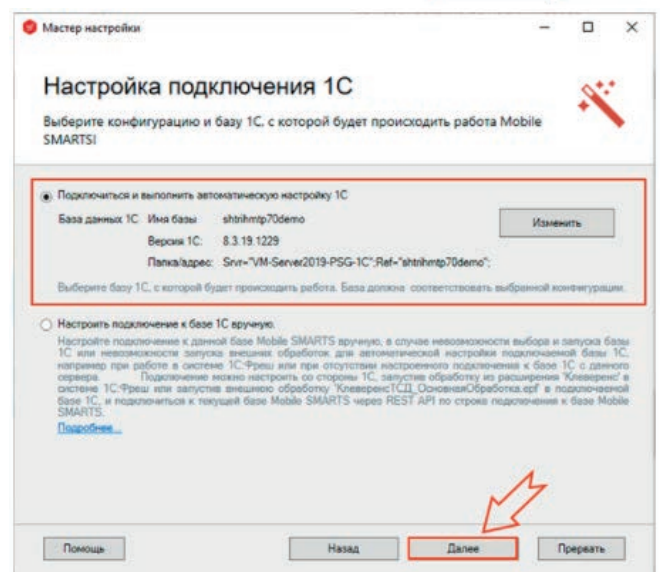 Мастер настройки
Настройка подключения 1С
Выберите конфигурацию и базу 1С, с которой будет происходить работа Mobile
SMARTS!
Подключиться и выполнить автоматическую настройку 1С
База данных 1С Имя базы shtrihmtp70demo
Изменить
Версия 1С: 8.3.19.1229
Папка/адрес: Srvr="VM-Server2019-PSG-1C";Ref="shtrihmtp70demo";
Выберите базу 1С, с которой будет происходить работа. База должна соответствовать выбранной конфигурации.
Настроить подключение к базе 1С вручную.
Настройте подключение к данной базе Mobile SMARTS вручную, в случае невозможности выбора и запуска базы
1С или невозможности запуска внешних обработок для автоматической настройки подключаемой базы 1С,
например при работе в системе 1С:Фреш или при отсутствии настроенного подключения к базе 1С с данного
сервера. Подключение можно настроить со стороны 1С, запустив обработку из расширения 'Клеверенс' в
системе 1С:Фреш или запустив внешнюю обработку 'КлеверенсТСД_ОсновнаяОбработка.epf' в подключаемой
базе 1С, и подключиться к текущей базе Mobile SMARTS через REST API по строке подключения к базе Mobile
SMARTS.
Подробнее...
Помощь
Назад
Далее
Прервать